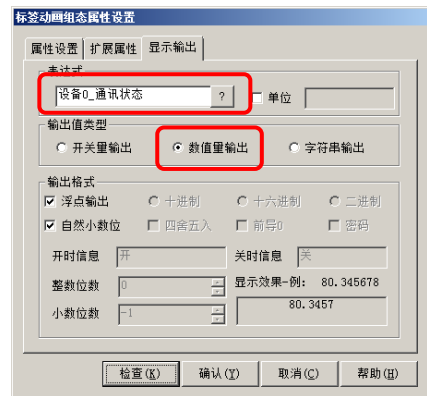 标签动画组态属性设置
属性设置 扩展属性 显示输出
表达式
设备0_通讯状态 ? 单位
输出值类型
开关量输出 数值量输出 字符串输出
输出格式
浮点输出 十进制 十六进制 二进制
自然小数位 四舍五入 前导0 密码
开时信息 开 关时信息 关
整数位数 0 显示效果-例: 80.345678
小数位数 -1 80.3457
检查(K) 确认(Y) 取消(C) 帮助(H)